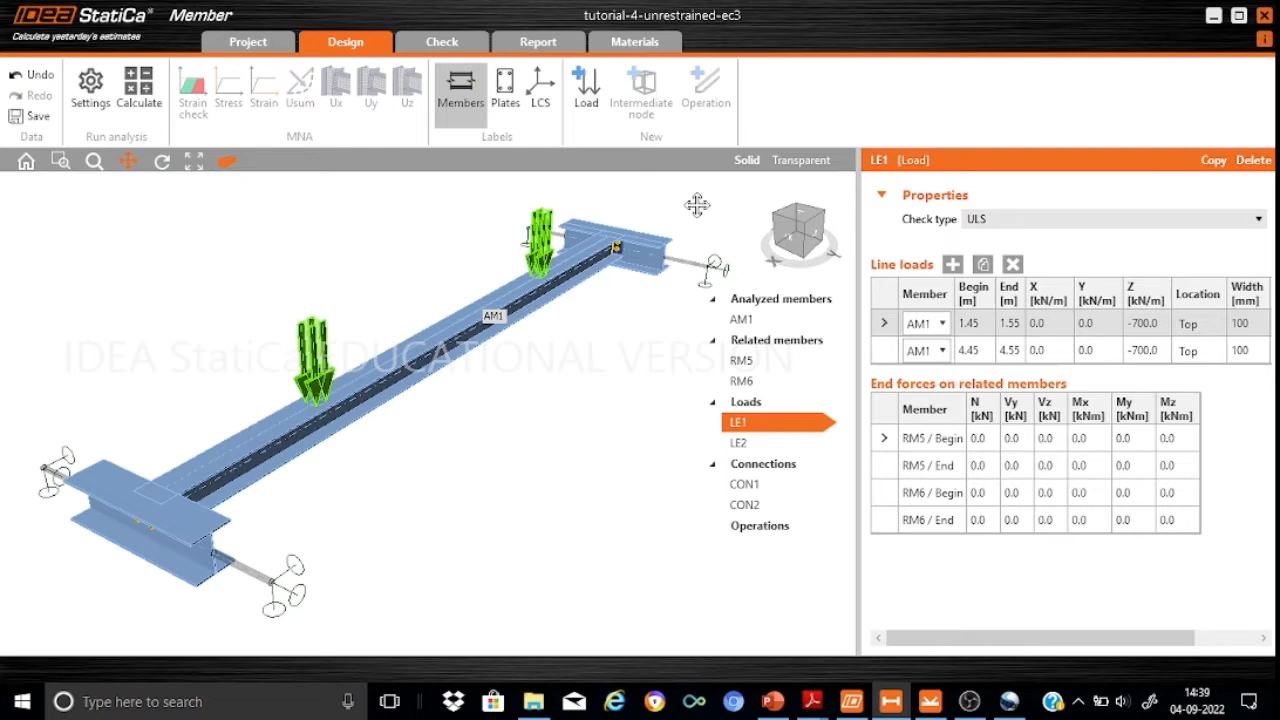 IDEA StatiCa® Member
Calculate yesterday's estimates
tutorial-4-unrestrained-ec3
Project Design Check Report Materials
Undo
Redo
Save
Data
Settings Calculate
Run analysis
Strain check Stress Strain Usum Ux Uy Uz
MNA
Members Plates LCS
Labels
Load Intermediate node Operation
New
Solid Transparent
LE1 [Load] Copy Delete
Properties
Check type ULS
Line loads
Member Begin [m] End [m] X [kN/m] Y [kN/m] Z [kN/m] Location Width [mm]
AM1 1.45 1.55 0.0 0.0 -700.0 Top 100
AM1 4.45 4.55 0.0 0.0 -700.0 Top 100
End forces on related members
Member N [kN] Vy [kN] Vz [kN] Mx [kNm] My [kNm] Mz [kNm]
RM5 / Begin 0.0 0.0 0.0 0.0 0.0 0.0
RM5 / End 0.0 0.0 0.0 0.0 0.0 0.0
RM6 / Begin 0.0 0.0 0.0 0.0 0.0 0.0
RM6 / End 0.0 0.0 0.0 0.0 0.0 0.0
Analyzed members
AM1
Related members
RM5
RM6
Loads
LE1
LE2
Connections
CON1
CON2
Operations
AM1
IDEA StatiCa EDUCATIONAL VERSION
Type here to search
14:39
04-09-2022